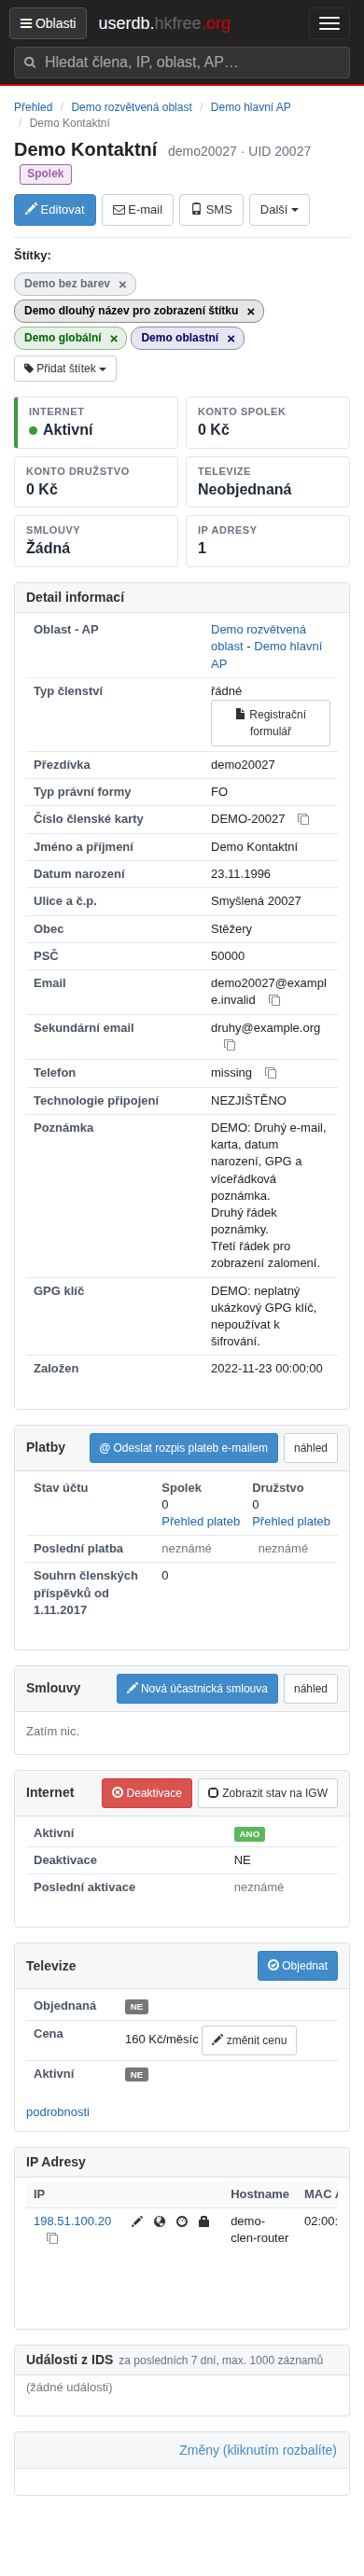 Oblasti userdb.hkfree.org
Hledat člena, IP, oblast, AP…
Přehled / Demo rozvětvená oblast / Demo hlavní AP
/ Demo Kontaktní
Demo Kontaktní demo20027 · UID 20027
Spolek
Editovat E-mail SMS Další
Štítky:
Demo bez barev ×
Demo dlouhý název pro zobrazení štítku ×
Demo globální × Demo oblastní ×
Přidat štítek
INTERNET KONTO SPOLEK
Aktivní 0 Kč
KONTO DRUŽSTVO TELEVIZE
0 Kč Neobjednaná
SMLOUVY IP ADRESY
Žádná 1
Detail informací
Oblast - AP Demo rozvětvená
oblast - Demo hlavní
AP
Typ členství řádné
Registrační
formulář
Přezdívka demo20027
Typ právní formy FO
Číslo členské karty DEMO-20027
Jméno a příjmení Demo Kontaktní
Datum narození 23.11.1996
Ulice a č.p. Smyšlená 20027
Obec Stěžery
PSČ 50000
Email demo20027@exampl
e.invalid
Sekundární email druhy@example.org
Telefon missing
Technologie připojení NEZJIŠTĚNO
Poznámka DEMO: Druhý e-mail,
karta, datum
narození, GPG a
víceřádková
poznámka.
Druhý řádek
poznámky.
Třetí řádek pro
zobrazení zalomení.
GPG klíč DEMO: neplatný
ukázkový GPG klíč,
nepoužívat k
šifrování.
Založen 2022-11-23 00:00:00
Platby @ Odeslat rozpis plateb e-mailem náhled
Stav účtu Spolek Družstvo
0 0
Přehled plateb Přehled plateb
Poslední platba neznámé neznámé
Souhrn členských 0
příspěvků od
1.11.2017
Smlouvy Nová účastnická smlouva náhled
Zatím nic.
Internet Deaktivace Zobrazit stav na IGW
Aktivní ANO
Deaktivace NE
Poslední aktivace neznámé
Televize Objednat
Objednaná NE
Cena 160 Kč/měsíc změnit cenu
Aktivní NE
podrobnosti
IP Adresy
IP Hostname MAC A
198.51.100.20 demo- 02:00:
clen-router
Události z IDS za posledních 7 dní, max. 1000 záznamů
(žádné události)
Změny (kliknutím rozbalíte)